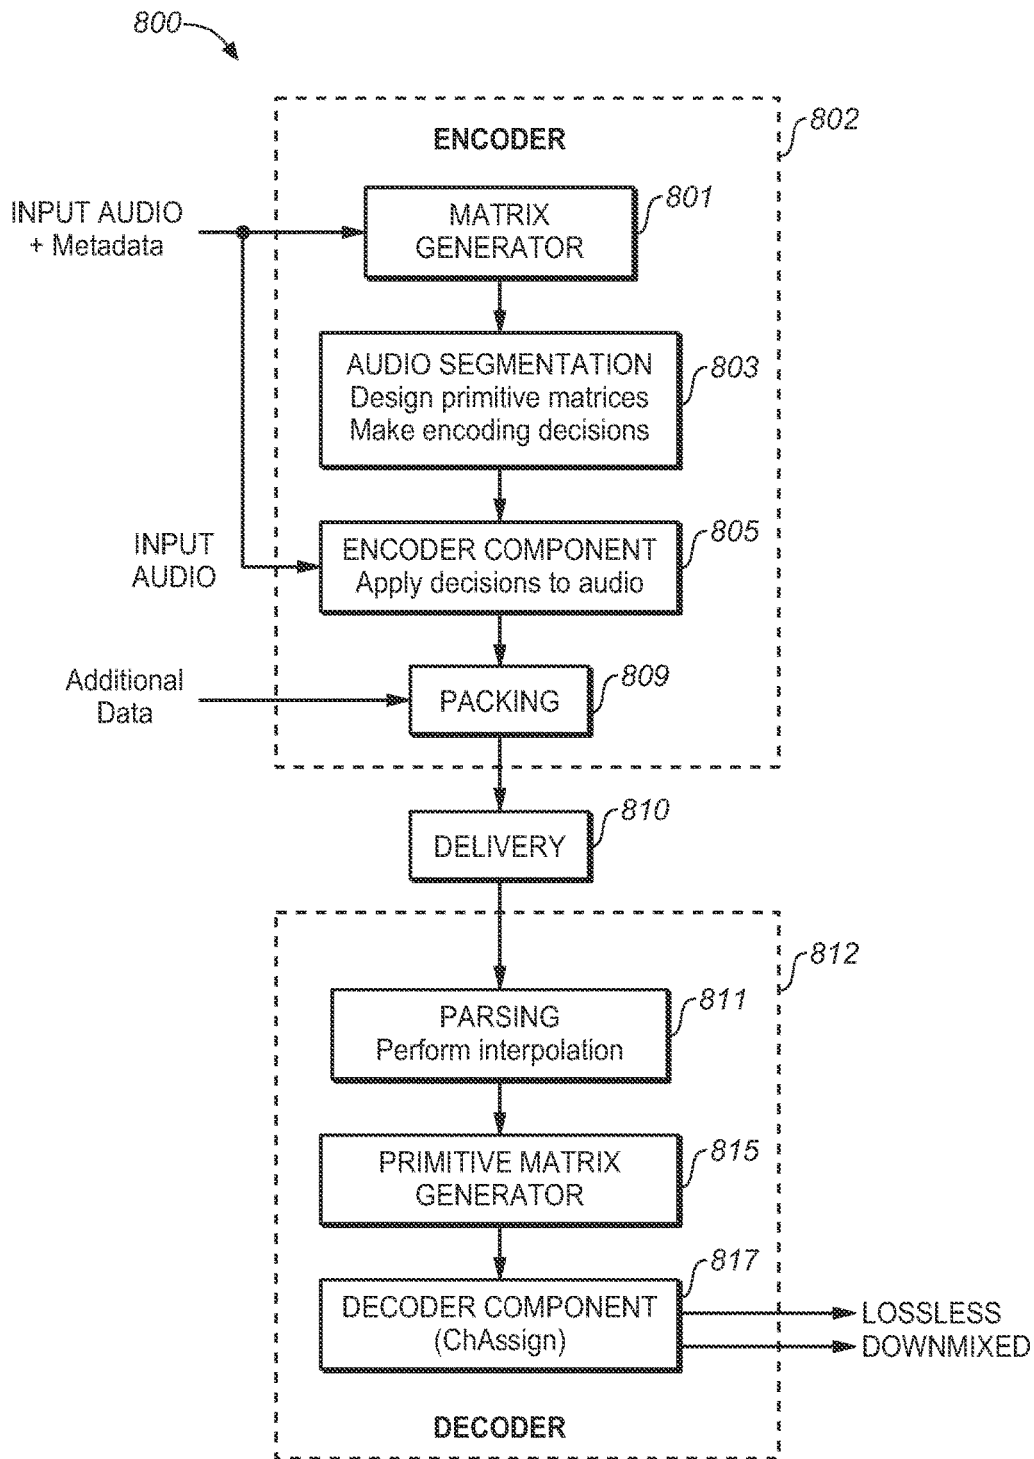 800
802
ENCODER
801
INPUT AUDIO
+ Metadata
MATRIX
GENERATOR
803
AUDIO SEGMENTATION
Design primitive matrices
Make encoding decisions
805
INPUT
AUDIO
ENCODER COMPONENT
Apply decisions to audio
809
Additional
Data
PACKING
810
DELIVERY
812
811
PARSING
Perform interpolation
815
PRIMITIVE MATRIX
GENERATOR
817
DECODER COMPONENT
(ChAssign)
LOSSLESS
DOWNMIXED
DECODER